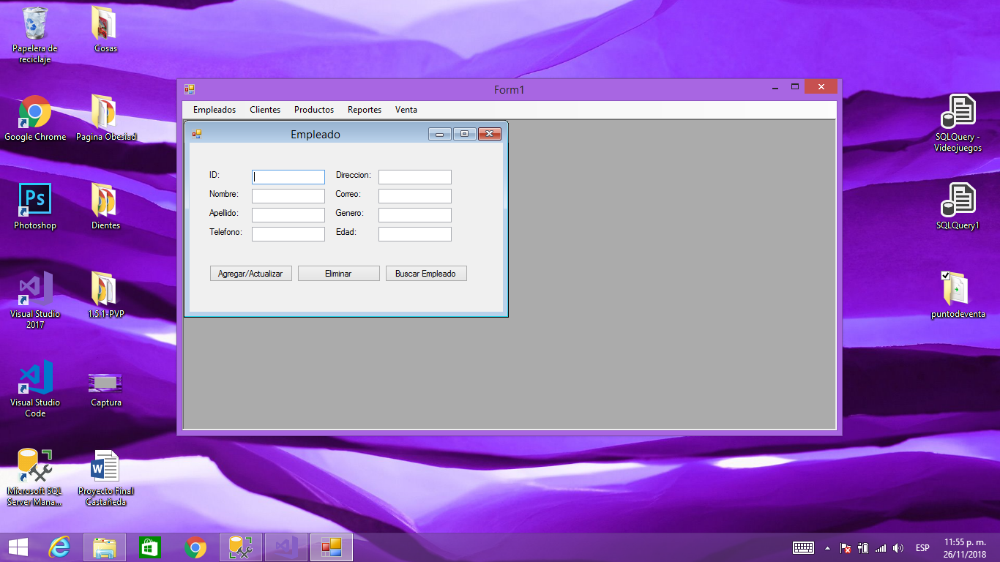 Papelera de
reciclaje
Cosas
Google Chrome
Pagina Obesiad
Ps
Photoshop
Dientes
Visual Studio
2017
1.5.1-PVP
Visual Studio
Code
Captura
Microsoft SQL
Server Mana...
W
Proyecto Final
Castañeda
Form1
Empleados
Clientes
Productos
Reportes
Venta
Empleado
ID:
Direccion:
Nombre:
Correo:
Apellido:
Genero:
Telefono:
Edad:
Agregar/Actualizar
Eliminar
Buscar Empleado
SQLQuery -
Videojuegos
SQLQuery1
puntodeventa
ESP
11:55 p. m.
26/11/2018